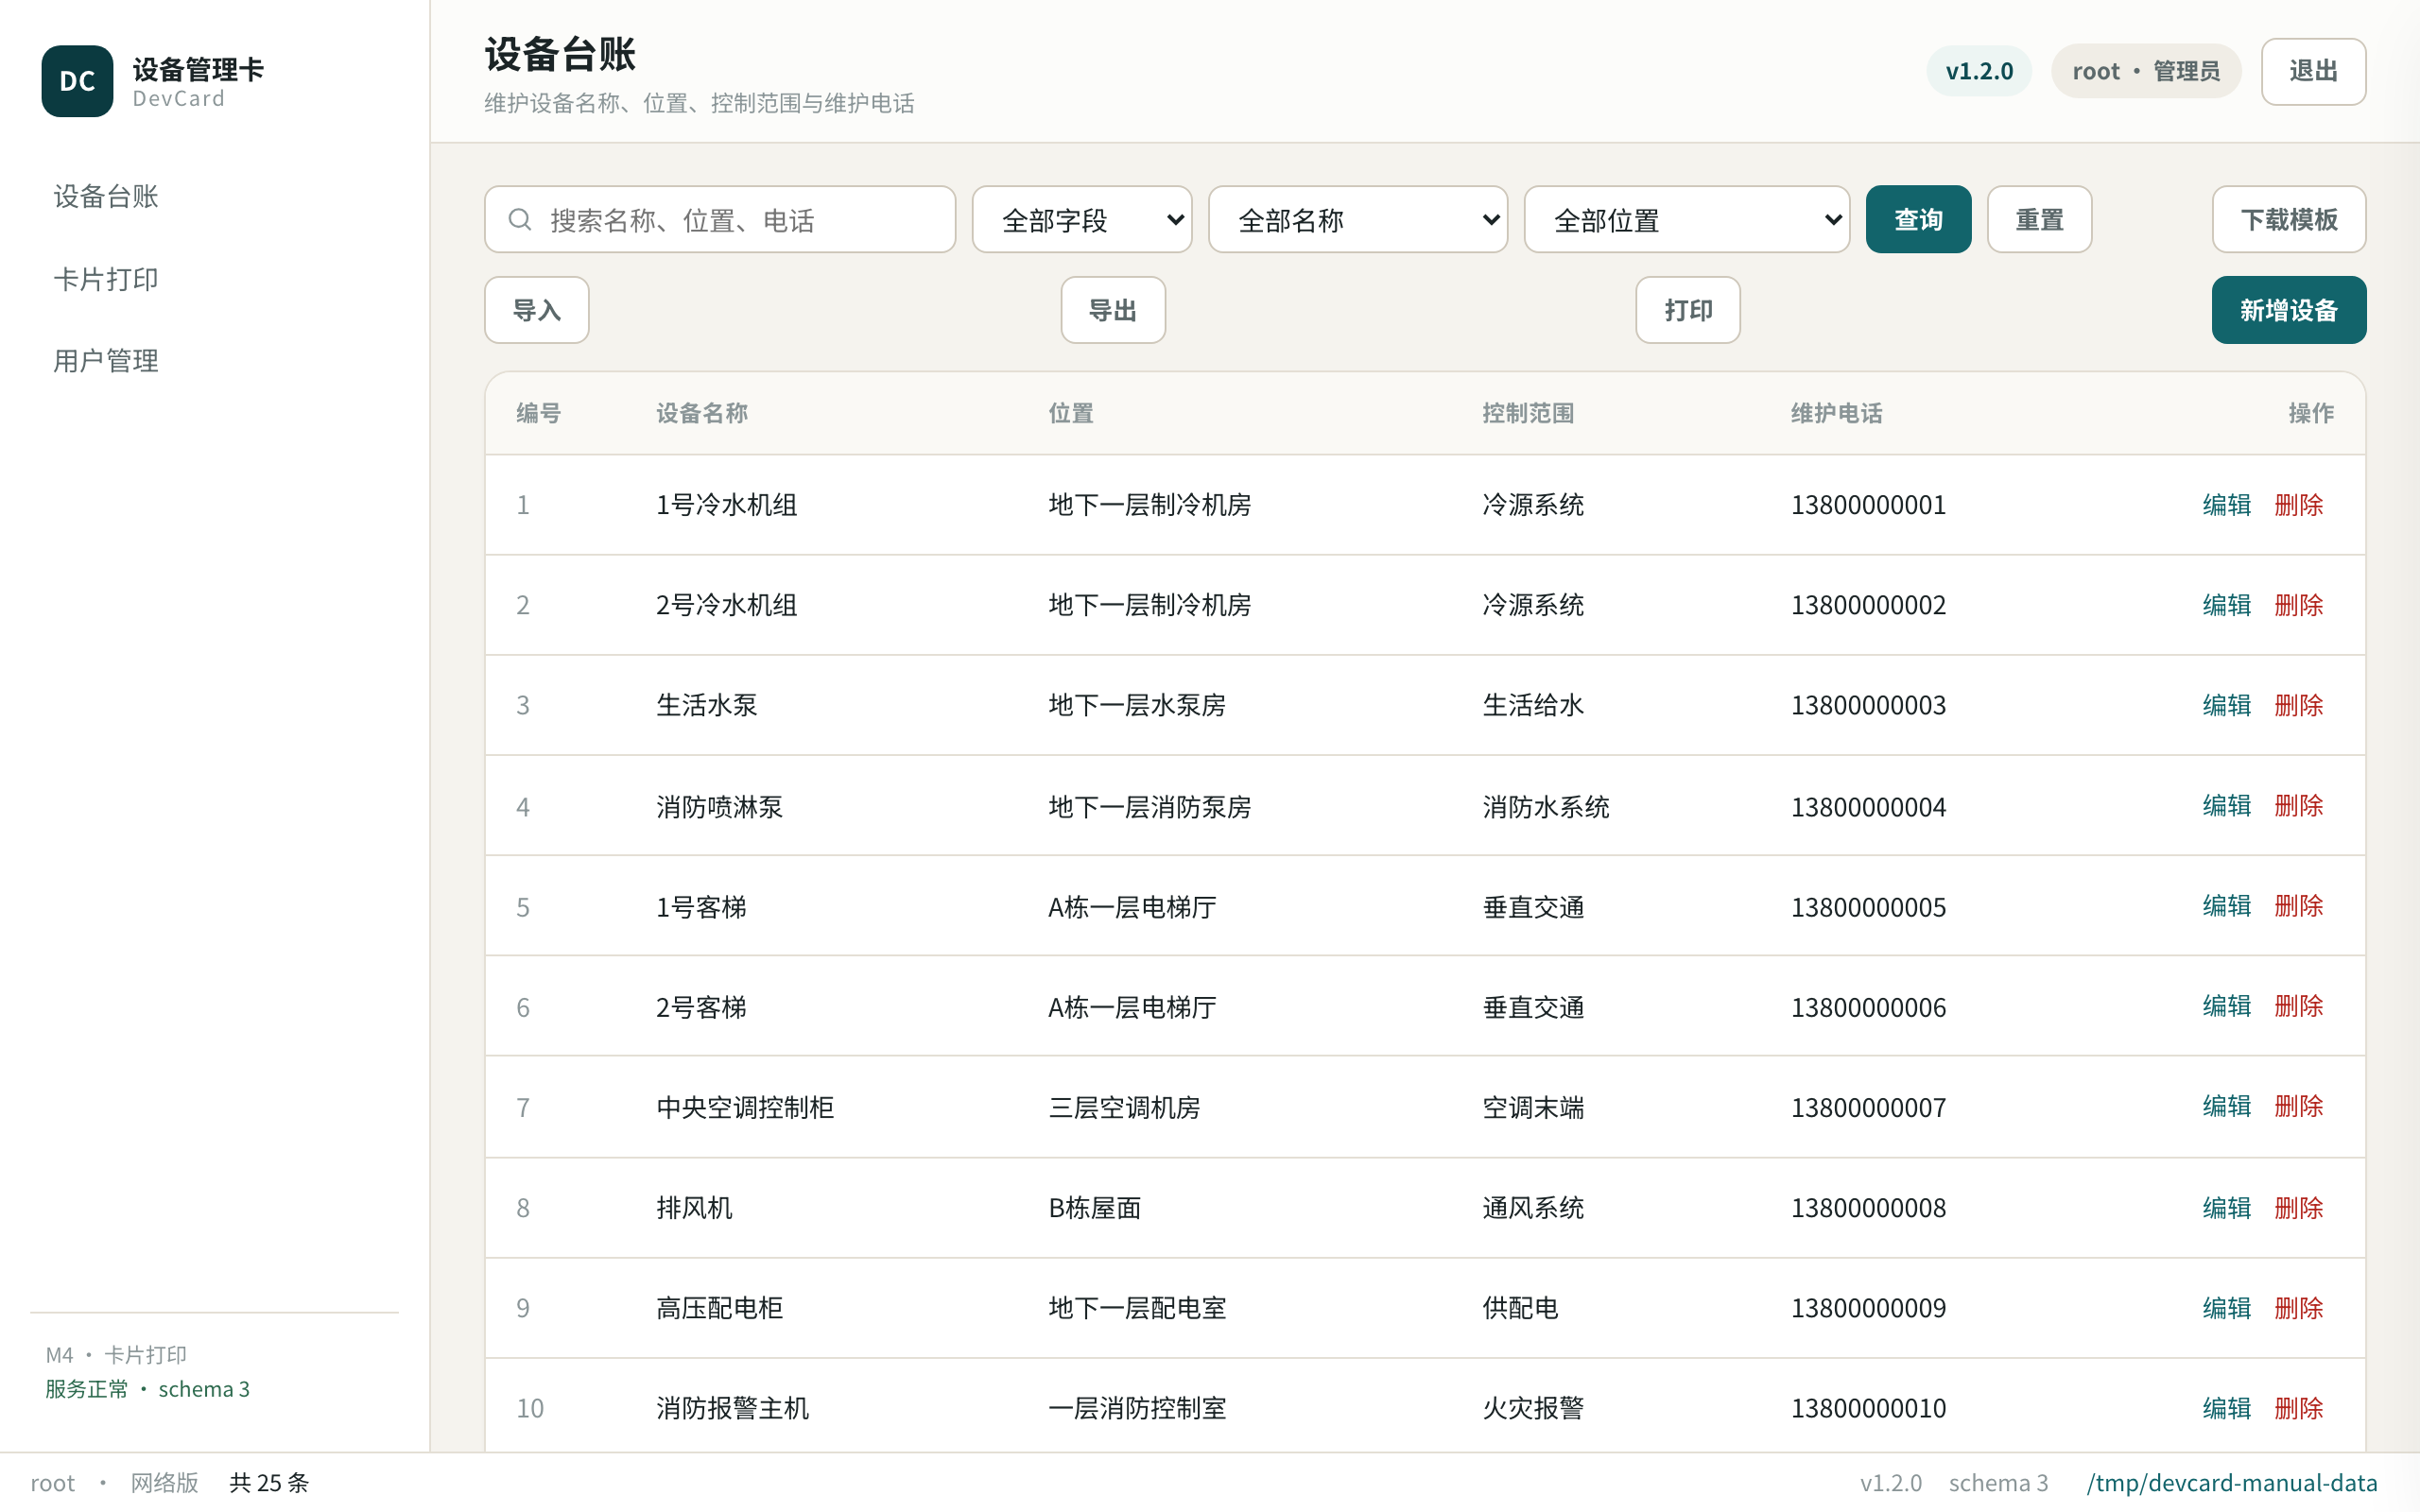 DC
设备管理卡
DevCard
设备台账
卡片打印
用户管理
M4 · 卡片打印
服务正常 · schema 3
设备台账
维护设备名称、位置、控制范围与维护电话
v1.2.0
root · 管理员
退出
搜索名称、位置、电话
全部字段
全部名称
全部位置
查询
重置
下载模板
导入
导出
打印
新增设备
编号 设备名称 位置 控制范围 维护电话 操作
1 1号冷水机组 地下一层制冷机房 冷源系统 13800000001 编辑 删除
2 2号冷水机组 地下一层制冷机房 冷源系统 13800000002 编辑 删除
3 生活水泵 地下一层水泵房 生活给水 13800000003 编辑 删除
4 消防喷淋泵 地下一层消防泵房 消防水系统 13800000004 编辑 删除
5 1号客梯 A栋一层电梯厅 垂直交通 13800000005 编辑 删除
6 2号客梯 A栋一层电梯厅 垂直交通 13800000006 编辑 删除
7 中央空调控制柜 三层空调机房 空调末端 13800000007 编辑 删除
8 排风机 B栋屋面 通风系统 13800000008 编辑 删除
9 高压配电柜 地下一层配电室 供配电 13800000009 编辑 删除
10 消防报警主机 一层消防控制室 火灾报警 13800000010 编辑 删除
root · 网络版 共 25 条
v1.2.0 schema 3 /tmp/devcard-manual-data